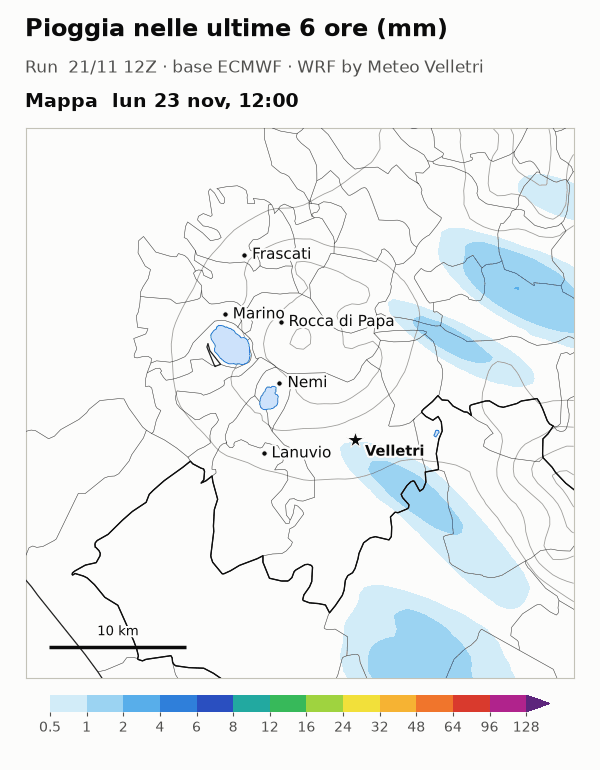 Pioggia nelle ultime 6 ore (mm)
Run  21/11 12Z · base ECMWF · WRF by Meteo Velletri
Mappa  lun 23 nov, 12:00
Frascati
Marino
Rocca di Papa
Nemi
Velletri
Lanuvio
10 km
0.5 1 2 4 6 8 12 16 24 32 48 64 96 128